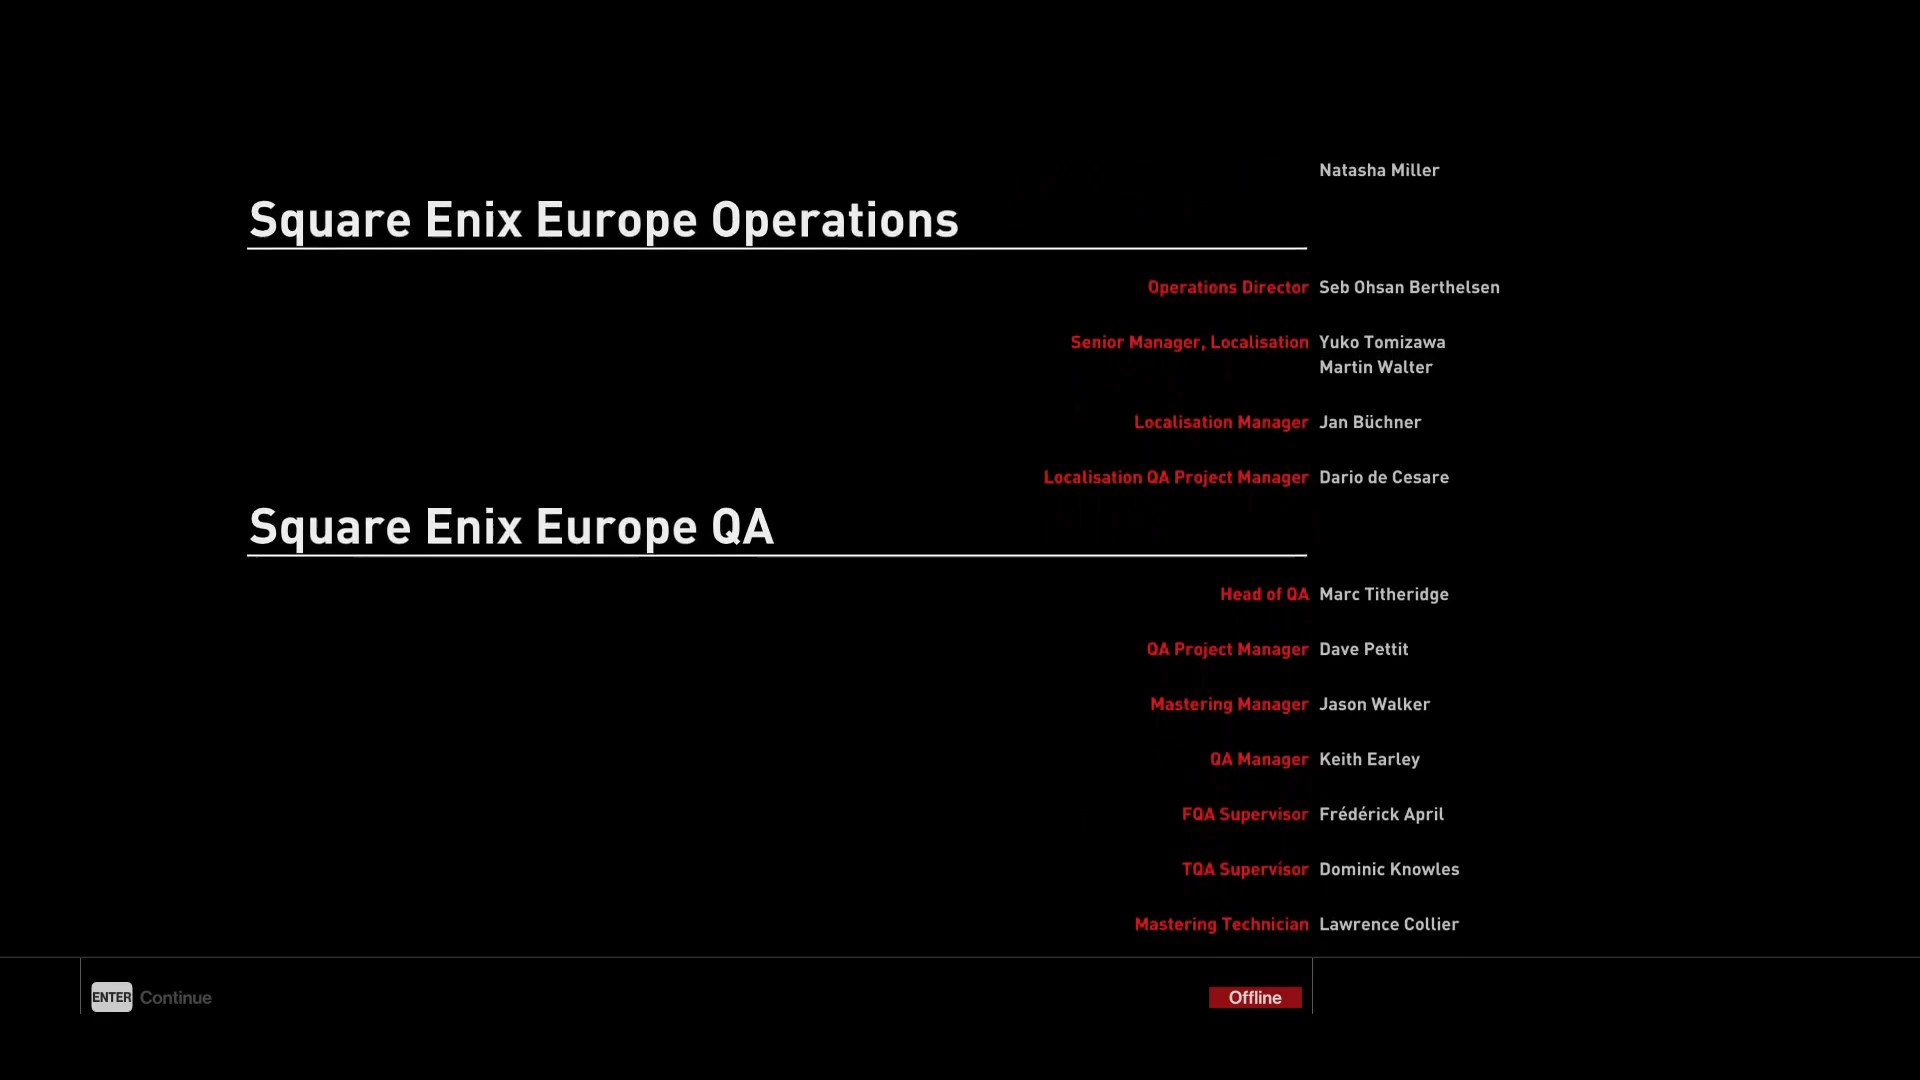 Natasha Miller
Square Enix Europe Operations
Operations Director Seb Ohsan Berthelsen
Senior Manager, Localisation Yuko Tomizawa
Martin Walter
Localisation Manager Jan Büchner
Localisation QA Project Manager Dario de Cesare
Square Enix Europe QA
Head of QA Marc Titheridge
QA Project Manager Dave Pettit
Mastering Manager Jason Walker
QA Manager Keith Earley
FQA Supervisor Frédérick April
TQA Supervisor Dominic Knowles
Mastering Technician Lawrence Collier
ENTER Continue
Offline